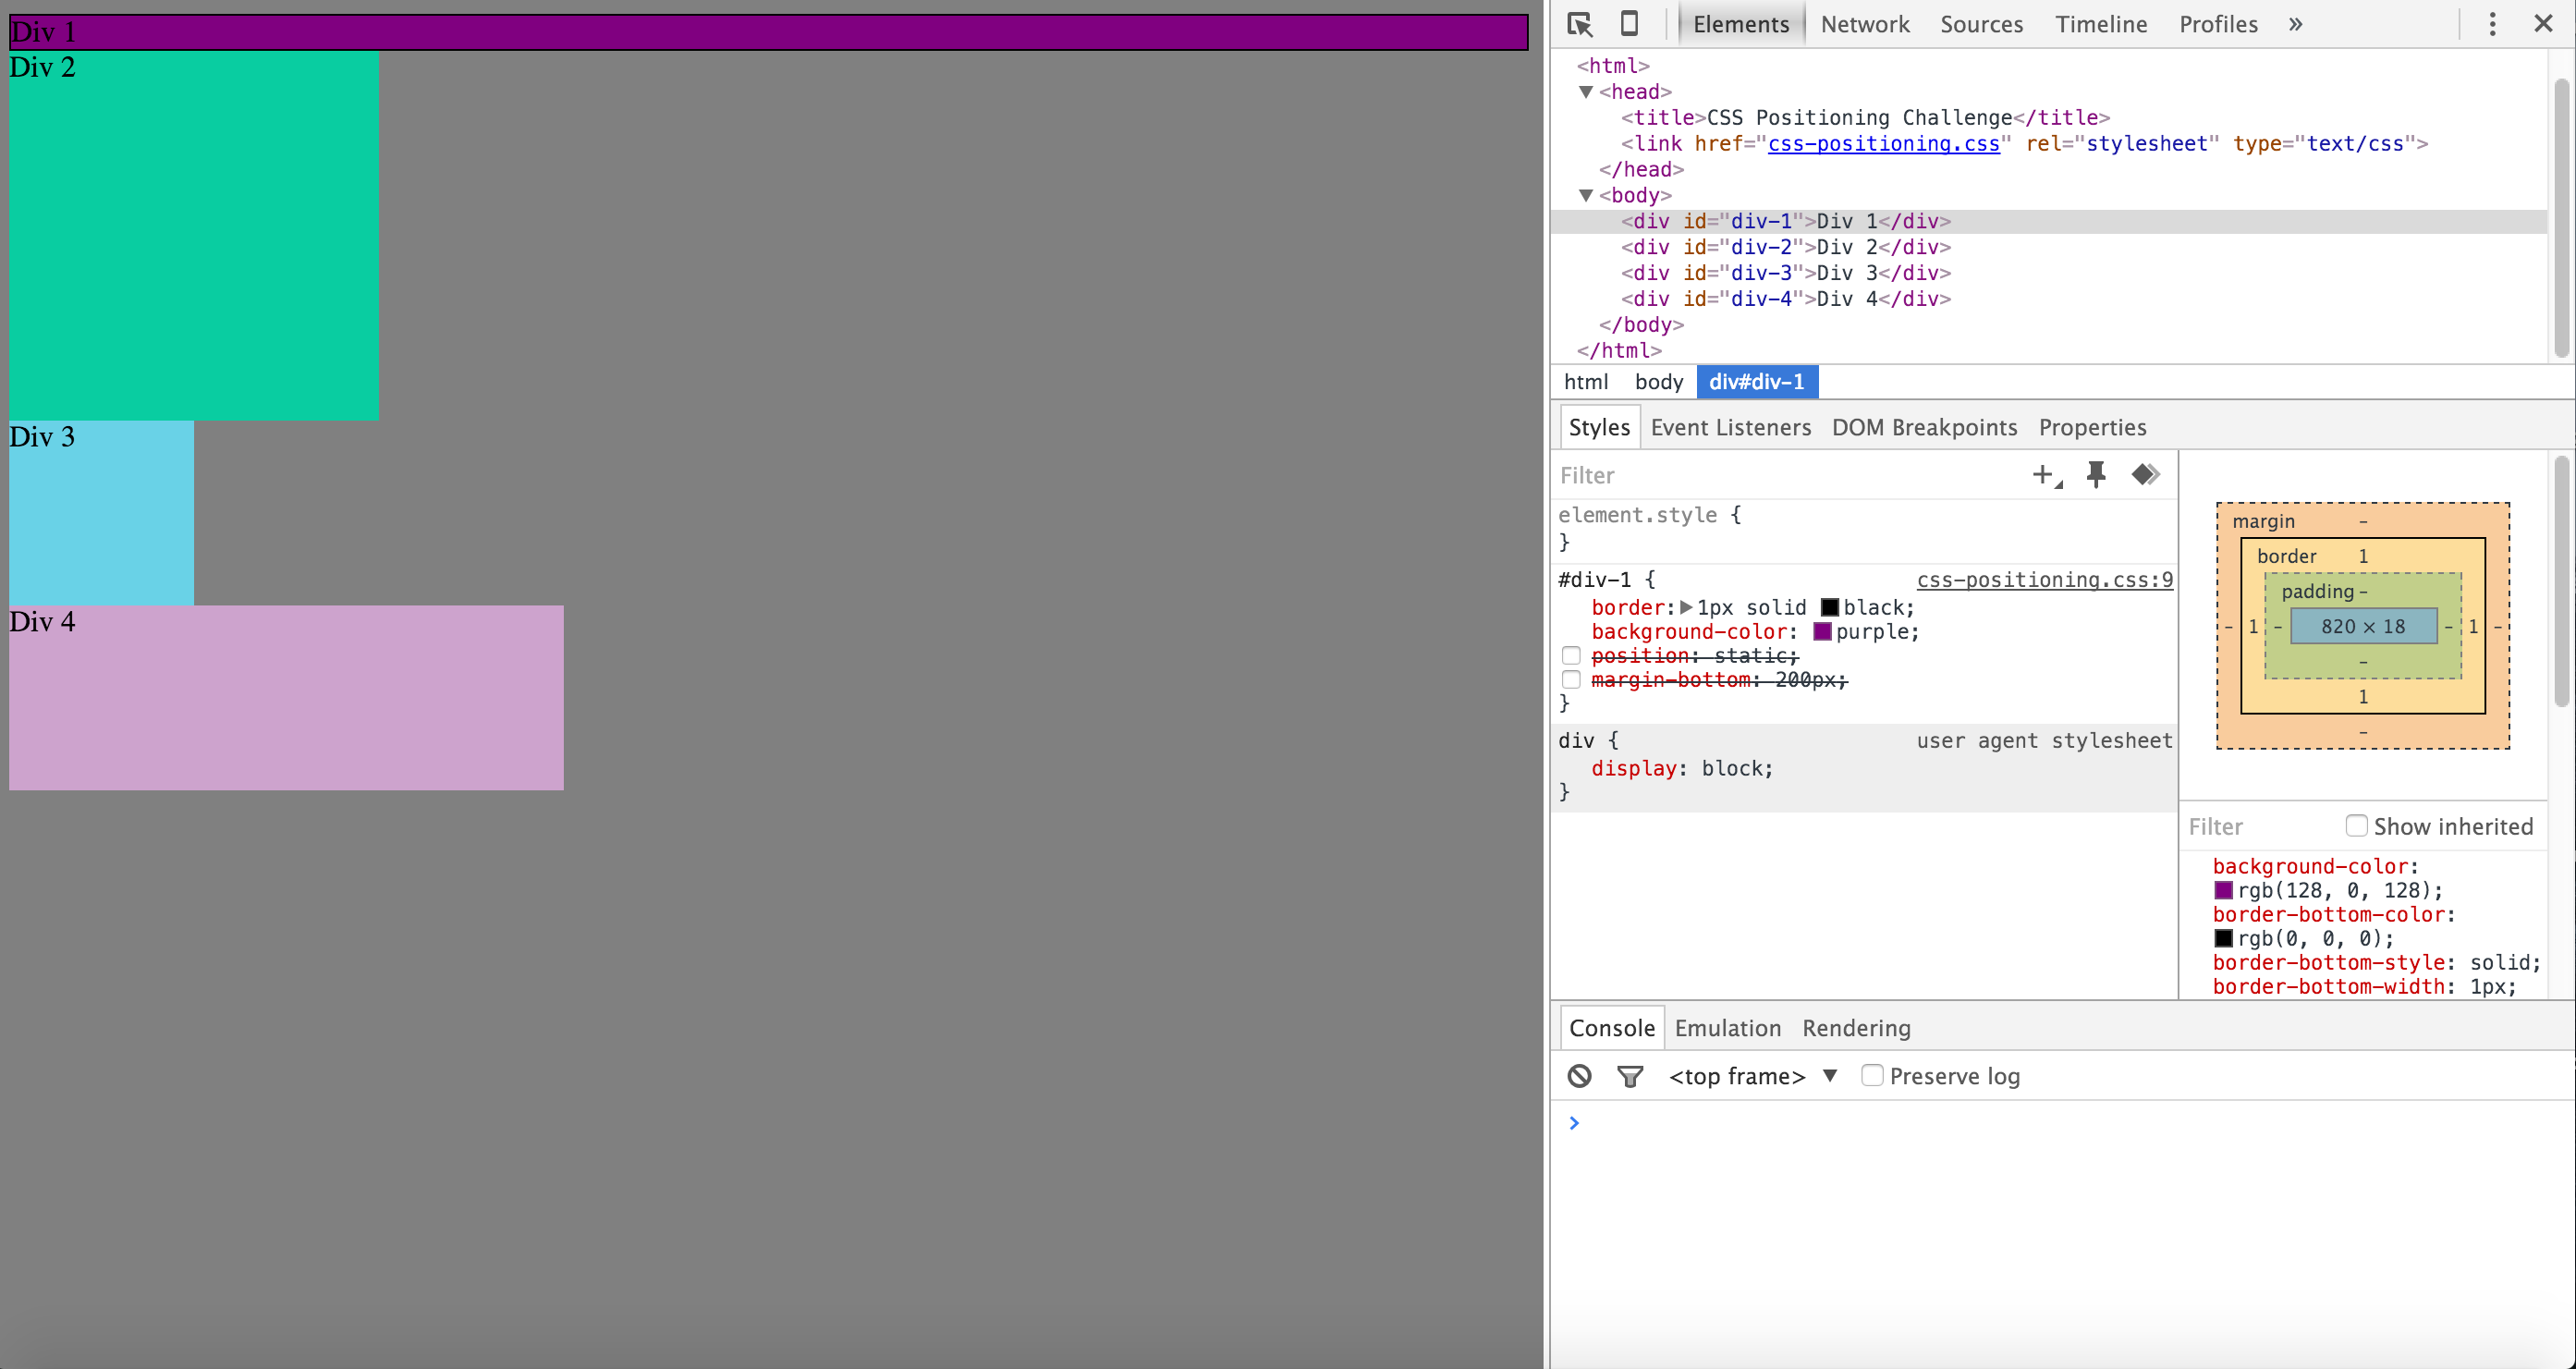 Div 1
Div 2
Div 3
Div 4
Elements Network Sources Timeline Profiles »
<html>
▼<head>
<title>CSS Positioning Challenge</title>
<link href="css-positioning.css" rel="stylesheet" type="text/css">
</head>
▼<body>
<div id="div-1">Div 1</div>
<div id="div-2">Div 2</div>
<div id="div-3">Div 3</div>
<div id="div-4">Div 4</div>
</body>
</html>
html body div#div-1
Styles Event Listeners DOM Breakpoints Properties
Filter
element.style {
}
#div-1 { css-positioning.css:9
border:▶1px solid black;
background-color: purple;
position: static;
margin-bottom: 200px;
}
div { user agent stylesheet
display: block;
}
margin -
border 1
padding -
- 1 - 820 × 18 - 1 -
-
1
-
Filter Show inherited
background-color:
rgb(128, 0, 128);
border-bottom-color:
rgb(0, 0, 0);
border-bottom-style: solid;
border-bottom-width: 1px;
Console Emulation Rendering
<top frame> ▼ Preserve log
>